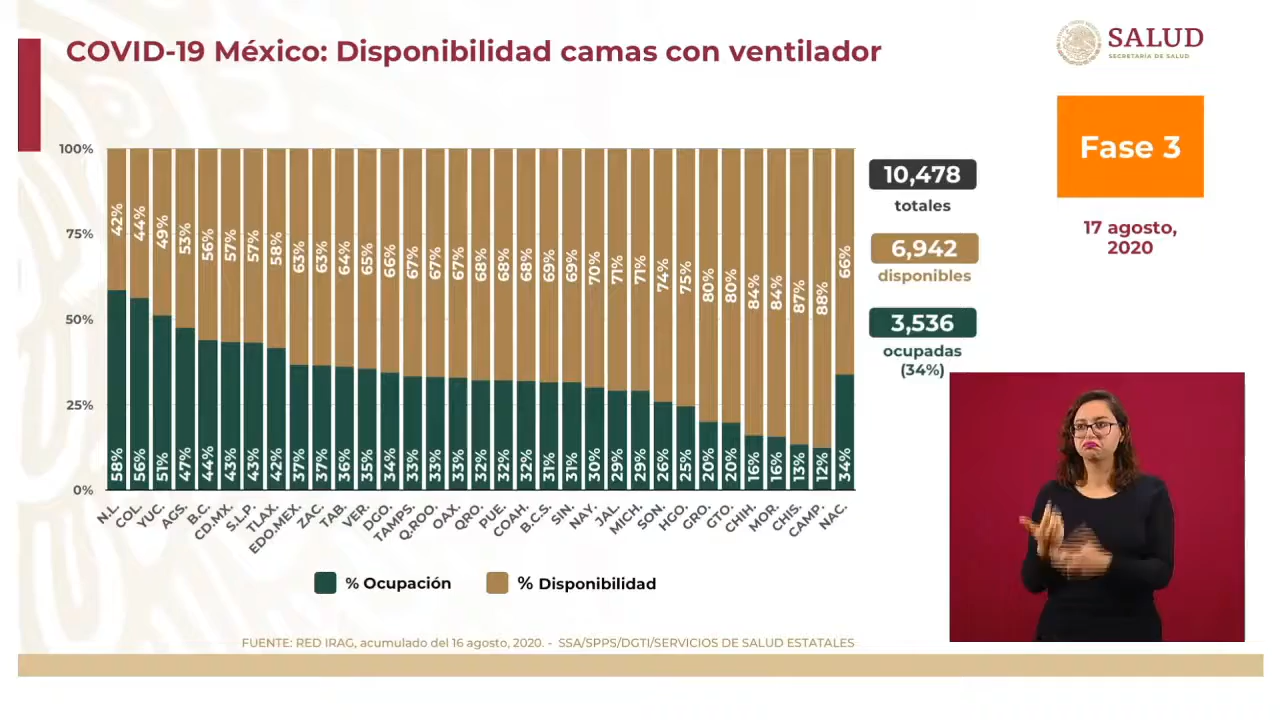 COVID-19 México: Disponibilidad camas con ventilador
SALUD
SECRETARÍA DE SALUD
Fase 3
17 agosto,
2020
10,478
totales
6,942
disponibles
3,536
ocupadas
(34%)
100%
75%
50%
25%
0%
42% 44% 49% 53% 56% 57% 57% 58% 63% 63% 64% 65% 66% 67% 67% 67% 68% 68% 68% 69% 69% 70% 71% 71% 74% 75% 80% 80% 84% 84% 87% 88% 66%
58% 56% 51% 47% 44% 43% 43% 42% 37% 37% 36% 35% 34% 33% 33% 33% 32% 32% 32% 31% 31% 30% 29% 29% 26% 25% 20% 20% 16% 16% 13% 12% 34%
N.L. COL. YUC. AGS. B.C. CD.MX. S.L.P. TLAX. EDO.MEX. ZAC. TAB. VER. DGO. TAMPS. Q.ROO. OAX. QRO. PUE. COAH. B.C.S. SIN. NAY. JAL. MICH. SON. HGO. GRO. GTO. CHIH. MOR. CHIS. CAMP. NAC.
% Ocupación
% Disponibilidad
FUENTE: RED IRAG, acumulado del 16 agosto, 2020. - SSA/SPPS/DGTI/SERVICIOS DE SALUD ESTATALES